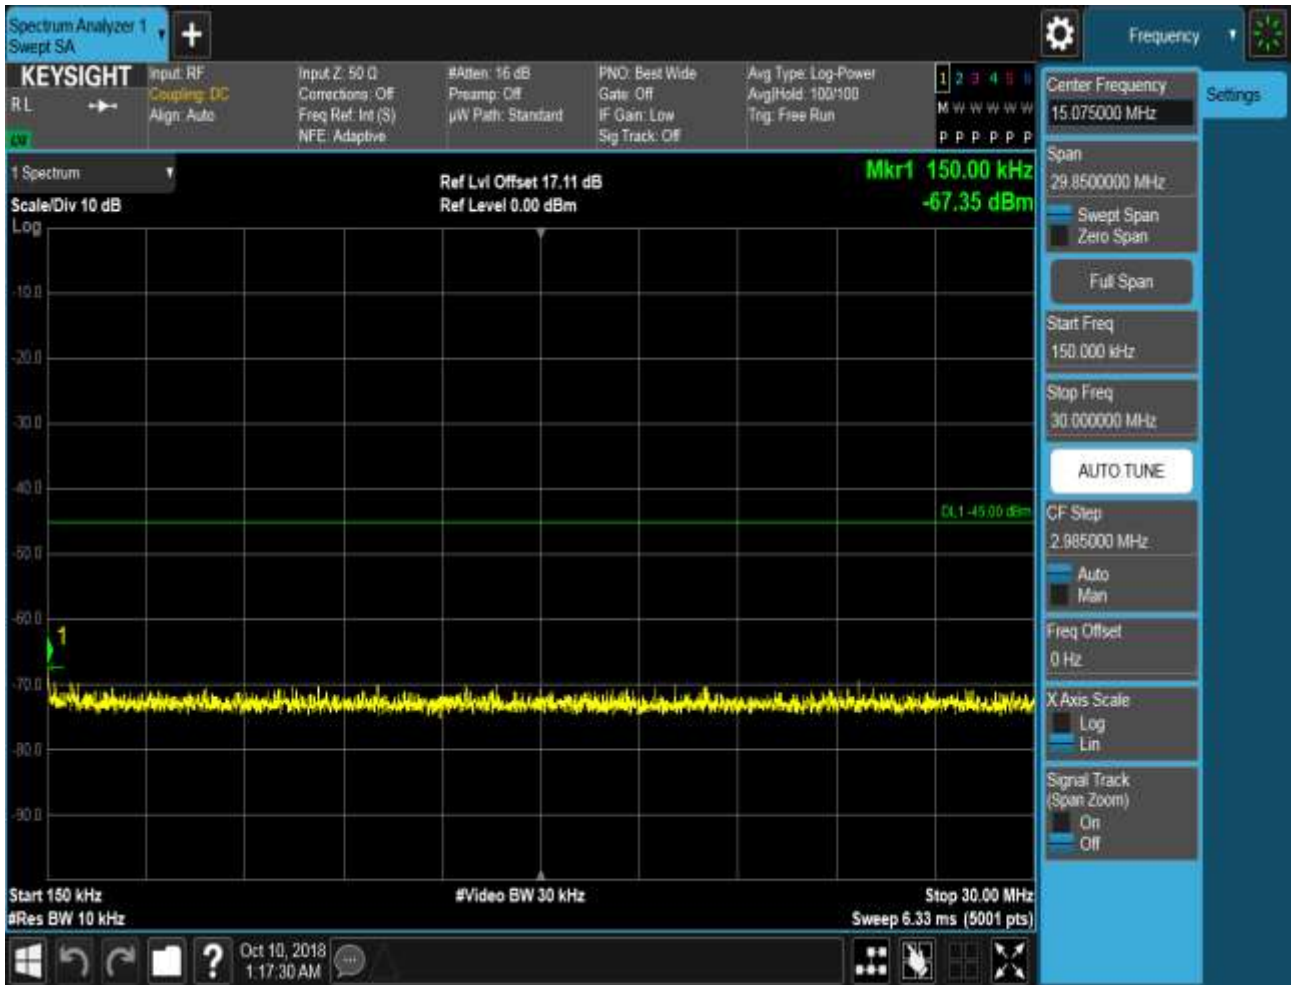 Spectrum Analyzer 1
Swept SA
+
Frequency
KEYSIGHT
RL
Input: RF
Coupling: DC
Align: Auto
Input Z: 50 Ω
Corrections: Off
Freq Ref: Int (S)
NFE: Adaptive
#Atten: 16 dB
Preamp: Off
µW Path: Standard
PNO: Best Wide
Gate: Off
IF Gain: Low
Sig Track: Off
Avg Type: Log-Power
Avg|Hold: 100/100
Trig: Free Run
1 2 3 4 5 6
M W W W W W
P P P P P P
Center Frequency
15.075000 MHz
Settings
1 Spectrum
Scale/Div 10 dB
Log
Ref Lvl Offset 17.11 dB
Ref Level 0.00 dBm
Mkr1 150.00 kHz
-67.35 dBm
-10.0
-20.0
-30.0
-40.0
-50.0
-60.0
-70.0
-80.0
-90.0
DL1 -45.00 dBm
1
Span
29.8500000 MHz
Swept Span
Zero Span
Full Span
Start Freq
150.000 kHz
Stop Freq
30.000000 MHz
AUTO TUNE
CF Step
2.985000 MHz
Auto
Man
Freq Offset
0 Hz
X Axis Scale
Log
Lin
Signal Track
(Span Zoom)
On
Off
Start 150 kHz
#Video BW 30 kHz
Stop 30.00 MHz
#Res BW 10 kHz
Sweep 6.33 ms (5001 pts)
?
Oct 10, 2018
1:17:30 AM